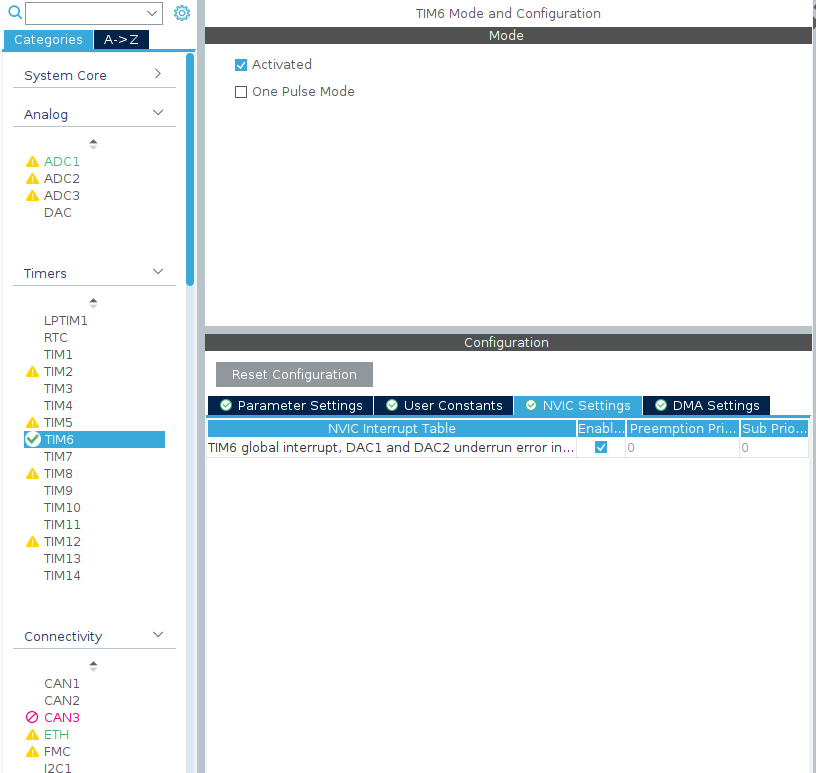 Categories A->Z
System Core
Analog
ADC1
ADC2
ADC3
DAC
Timers
LPTIM1
RTC
TIM1
TIM2
TIM3
TIM4
TIM5
TIM6
TIM7
TIM8
TIM9
TIM10
TIM11
TIM12
TIM13
TIM14
Connectivity
CAN1
CAN2
CAN3
ETH
FMC
I2C1
TIM6 Mode and Configuration
Mode
Activated
One Pulse Mode
Configuration
Reset Configuration
Parameter Settings User Constants NVIC Settings DMA Settings
NVIC Interrupt Table Enabl... Preemption Pri... Sub Prio...
TIM6 global interrupt, DAC1 and DAC2 underrun error in... 0 0